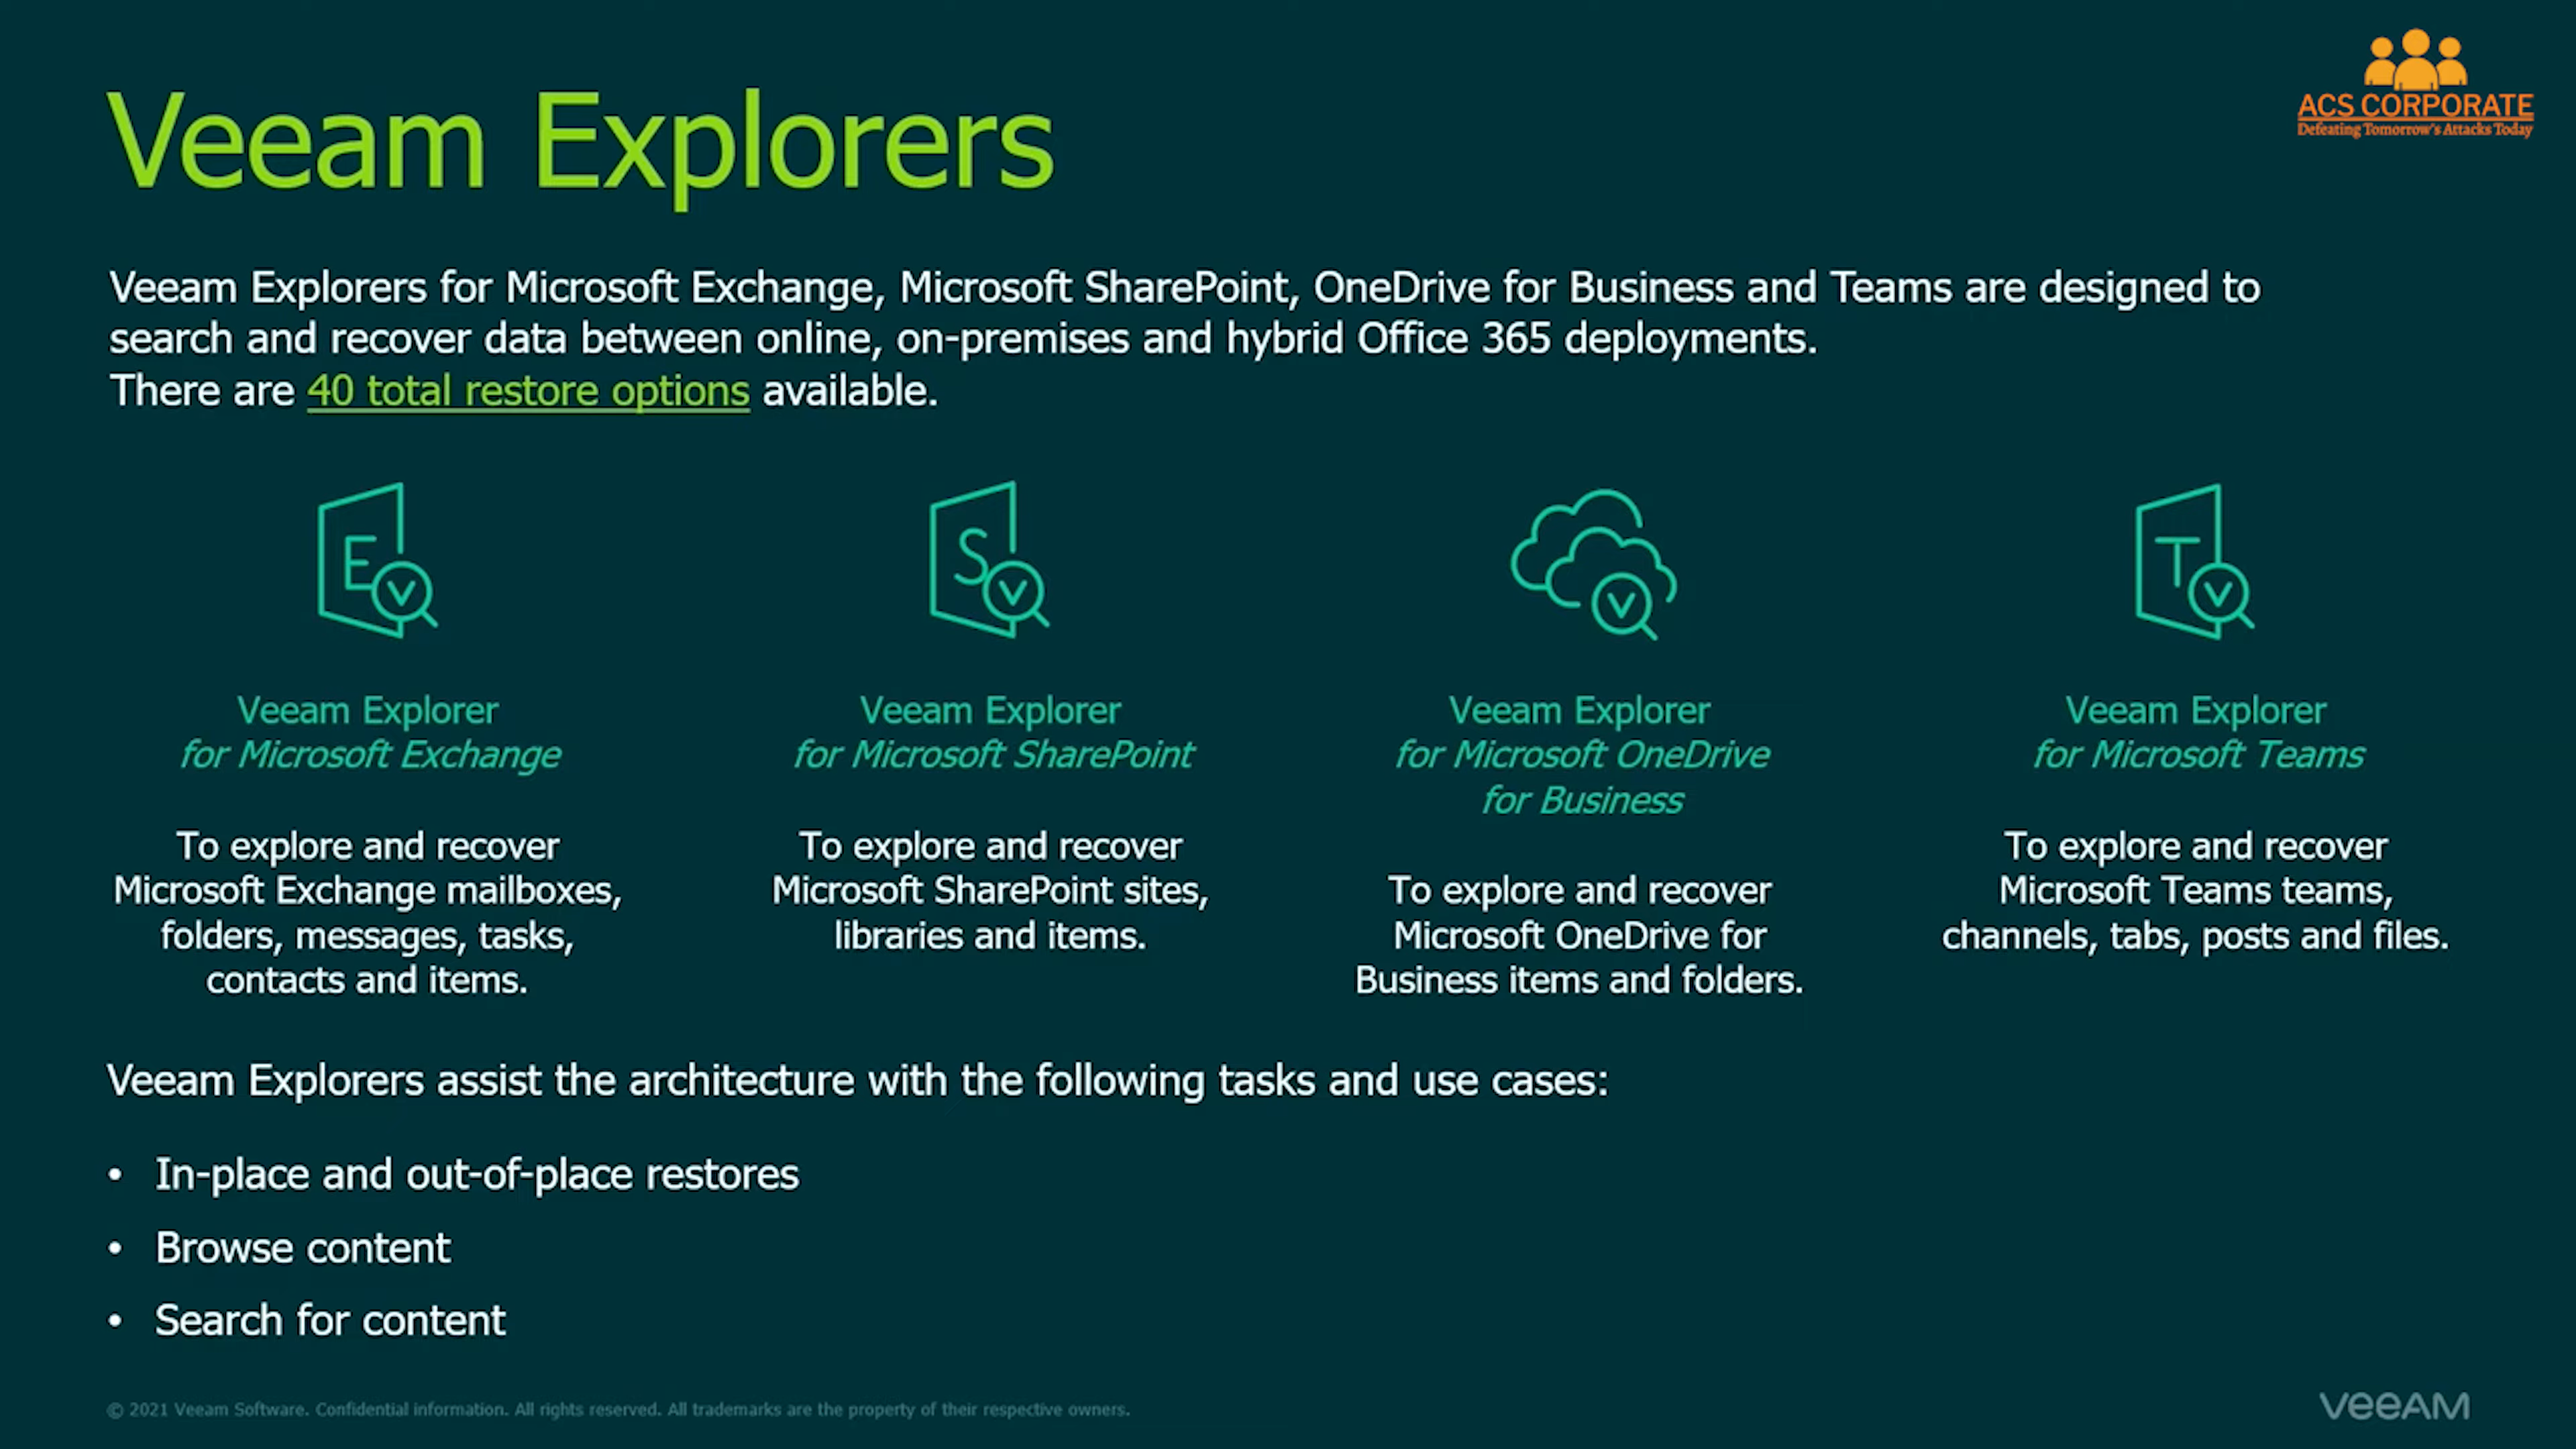 ACS CORPORATE
Defeating Tomorrow's Attacks Today
Veeam Explorers
Veeam Explorers for Microsoft Exchange, Microsoft SharePoint, OneDrive for Business and Teams are designed to
search and recover data between online, on-premises and hybrid Office 365 deployments.
There are 40 total restore options available.
E V
S V
V
T V
Veeam Explorer
for Microsoft Exchange
To explore and recover
Microsoft Exchange mailboxes,
folders, messages, tasks,
contacts and items.
Veeam Explorer
for Microsoft SharePoint
To explore and recover
Microsoft SharePoint sites,
libraries and items.
Veeam Explorer
for Microsoft OneDrive
for Business
To explore and recover
Microsoft OneDrive for
Business items and folders.
Veeam Explorer
for Microsoft Teams
To explore and recover
Microsoft Teams teams,
channels, tabs, posts and files.
Veeam Explorers assist the architecture with the following tasks and use cases:
• In-place and out-of-place restores
• Browse content
• Search for content
© 2021 Veeam Software. Confidential information. All rights reserved. All trademarks are the property of their respective owners.
veeAM